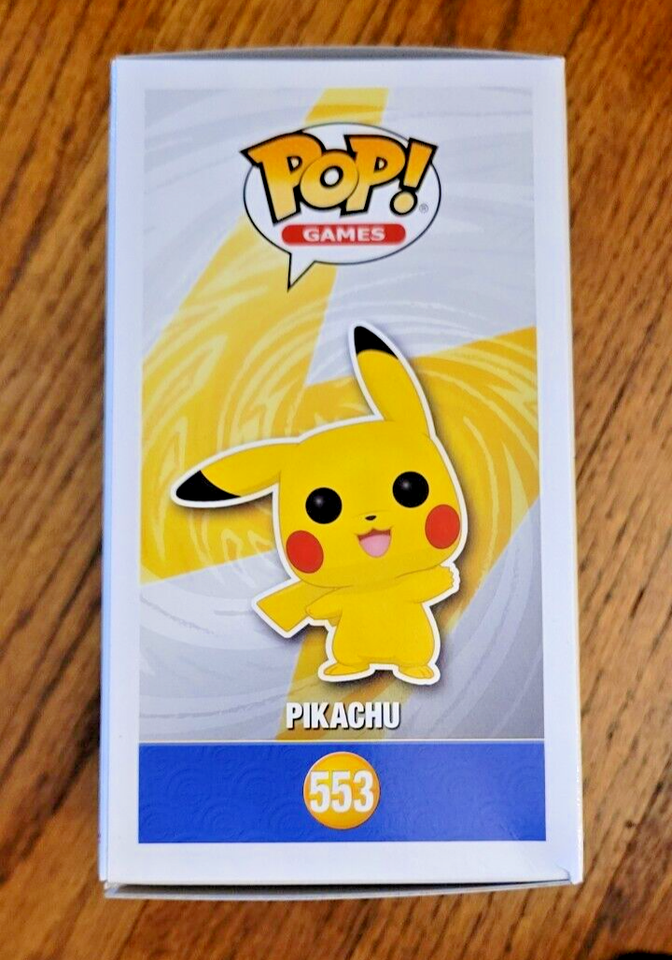 POP!
®
GAMES
PIKACHU
553